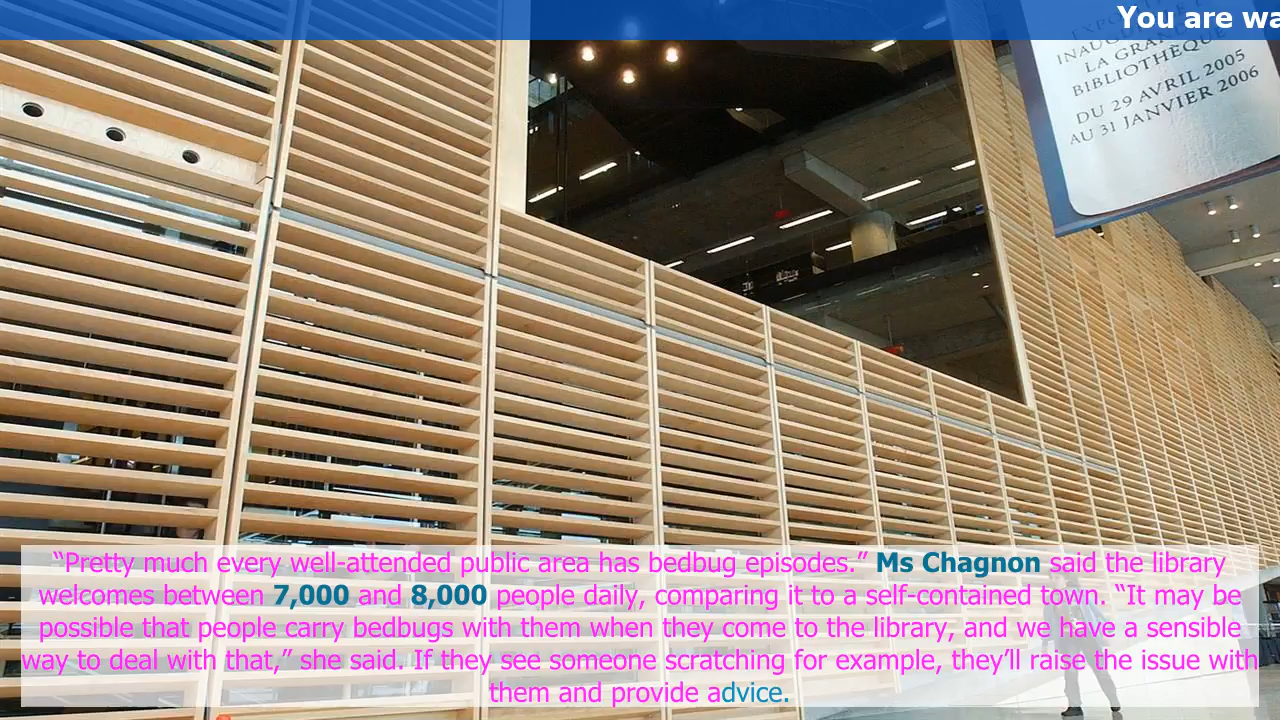 You are wa
INAUG
LA GRAN
BIBLIOTHÈQUE
DU 29 AVRIL 2005
AU 31 JANVIER 2006
“Pretty much every well-attended public area has bedbug episodes.” Ms Chagnon said the library
welcomes between 7,000 and 8,000 people daily, comparing it to a self-contained town. “It may be
possible that people carry bedbugs with them when they come to the library, and we have a sensible
way to deal with that,” she said. If they see someone scratching for example, they’ll raise the issue with
them and provide advice.